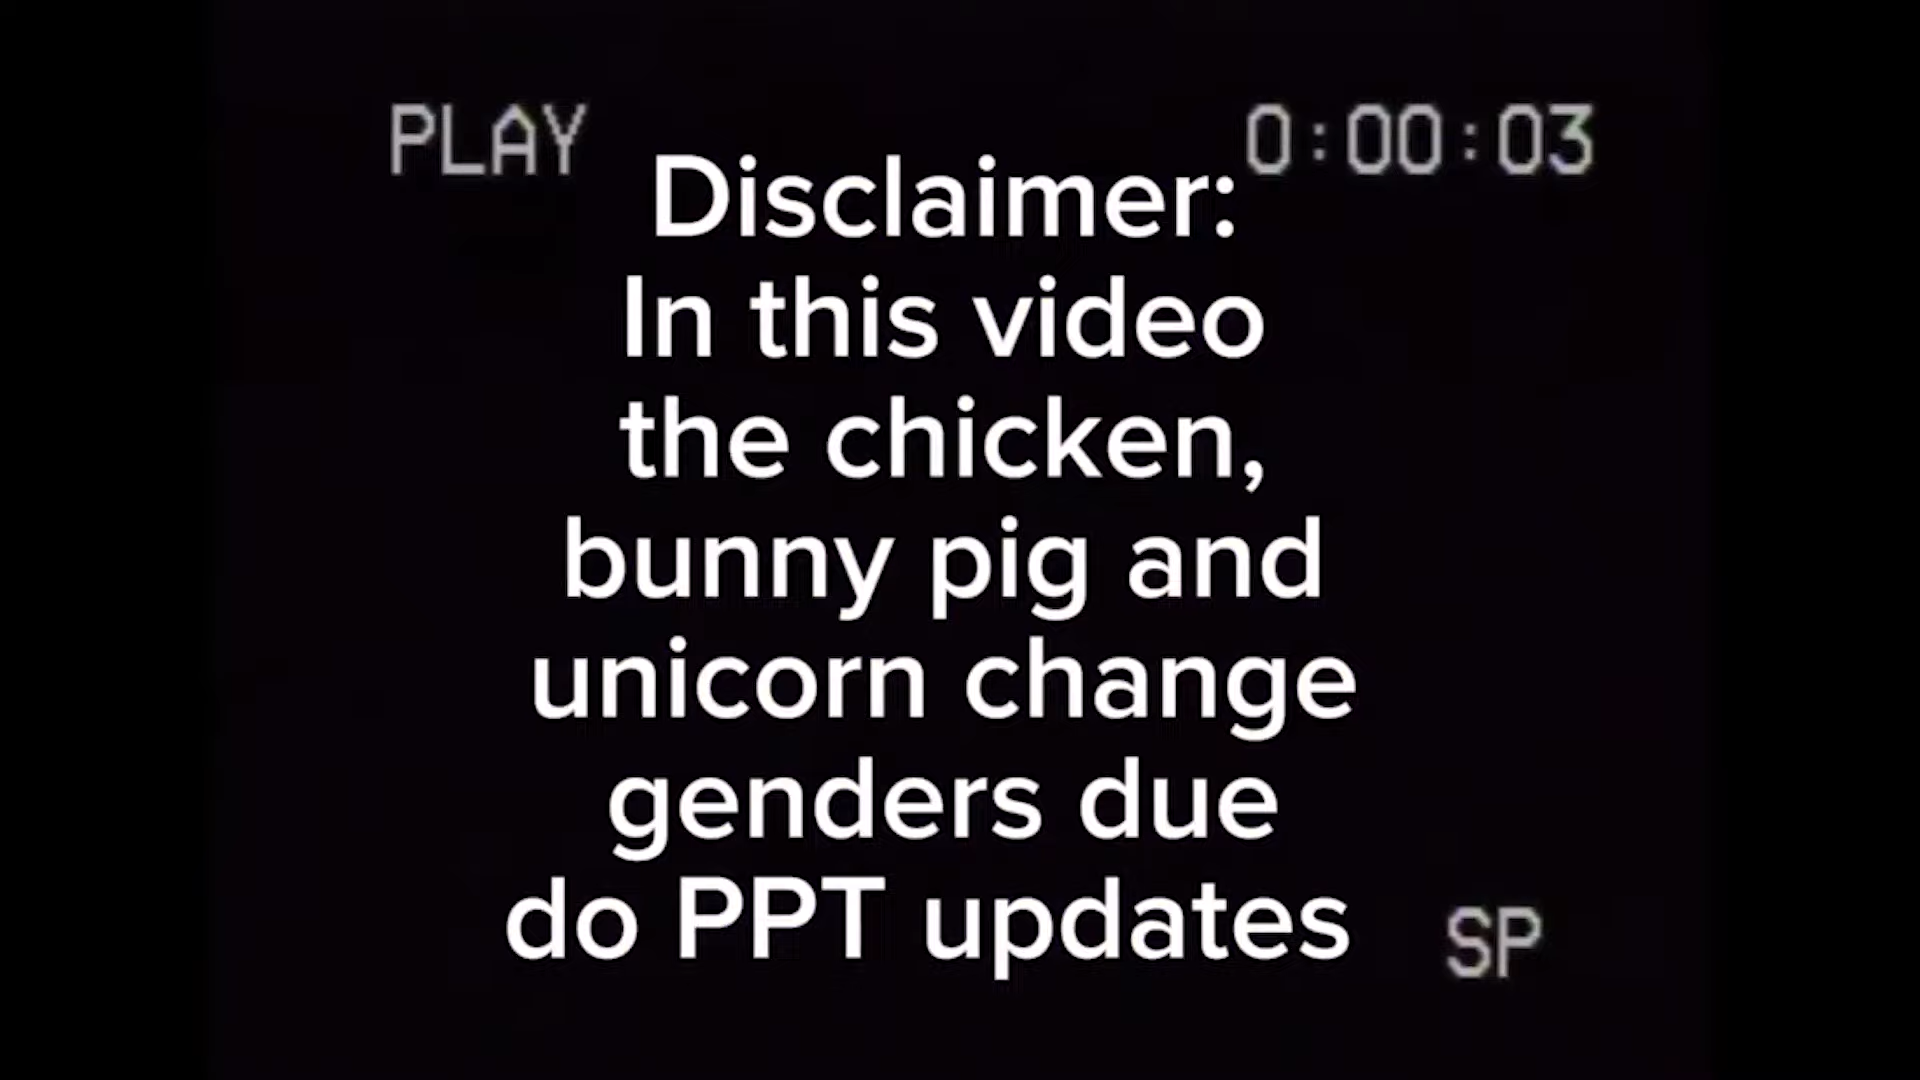 PLAY 0:00:03
Disclaimer:
In this video
the chicken,
bunny pig and
unicorn change
genders due
do PPT updates
SP